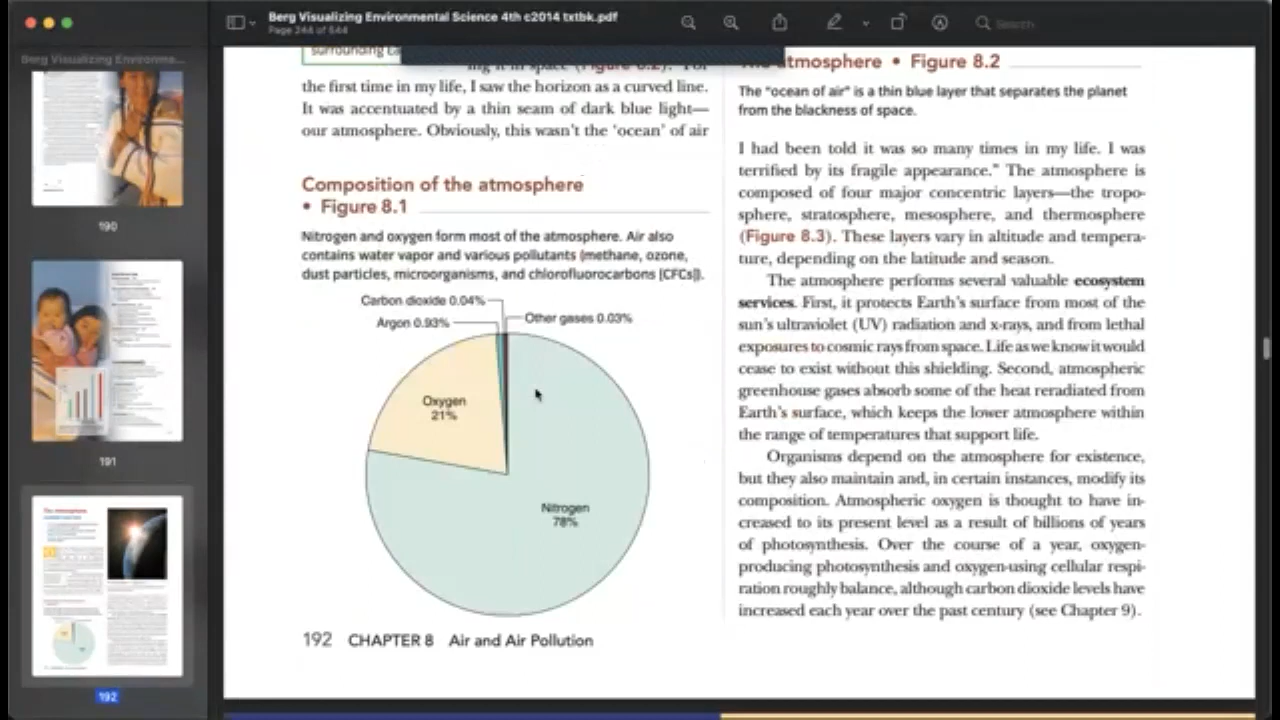 Berg Visualizing Environmental Science 4th c2014 txtbk.pdf
Page 244 of 644
Search
Berg Visualizing Environme...
190
191
192
surrounding
ing it in space (Figure 8.2). "For
the first time in my life, I saw the horizon as a curved line.
It was accentuated by a thin seam of dark blue light—
our atmosphere. Obviously, this wasn't the 'ocean' of air
Composition of the atmosphere
• Figure 8.1
Nitrogen and oxygen form most of the atmosphere. Air also
contains water vapor and various pollutants (methane, ozone,
dust particles, microorganisms, and chlorofluorocarbons [CFCs]).
Carbon dioxide 0.04%
Other gases 0.03%
Argon 0.93%
Oxygen
21%
Nitrogen
78%
192 CHAPTER 8 Air and Air Pollution
atmosphere • Figure 8.2
The "ocean of air" is a thin blue layer that separates the planet
from the blackness of space.
I had been told it was so many times in my life. I was
terrified by its fragile appearance." The atmosphere is
composed of four major concentric layers—the tropo-
sphere, stratosphere, mesosphere, and thermosphere
(Figure 8.3). These layers vary in altitude and tempera-
ture, depending on the latitude and season.
The atmosphere performs several valuable ecosystem
services. First, it protects Earth's surface from most of the
sun's ultraviolet (UV) radiation and x-rays, and from lethal
exposures to cosmic rays from space. Life as we know it would
cease to exist without this shielding. Second, atmospheric
greenhouse gases absorb some of the heat reradiated from
Earth's surface, which keeps the lower atmosphere within
the range of temperatures that support life.
Organisms depend on the atmosphere for existence,
but they also maintain and, in certain instances, modify its
composition. Atmospheric oxygen is thought to have in-
creased to its present level as a result of billions of years
of photosynthesis. Over the course of a year, oxygen-
producing photosynthesis and oxygen-using cellular respi-
ration roughly balance, although carbon dioxide levels have
increased each year over the past century (see Chapter 9).